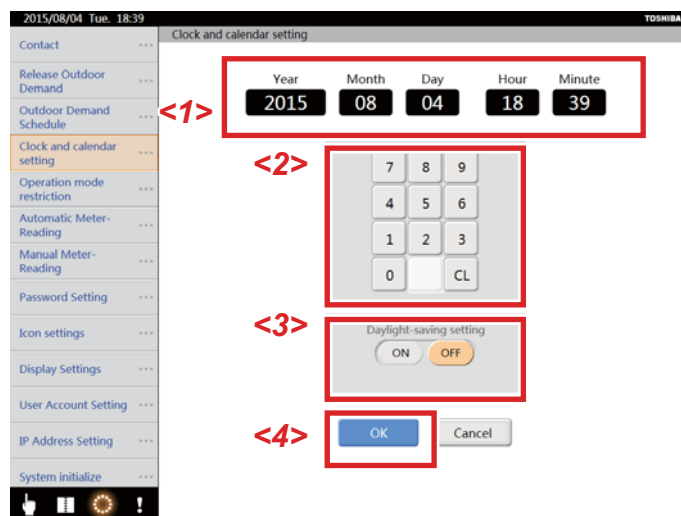 2015/08/04 Tue. 18:39
TOSHIBA
Contact
Release Outdoor
Demand
Outdoor Demand
Schedule
Clock and calendar
setting
Operation mode
restriction
Automatic Meter-
Reading
Manual Meter-
Reading
Password Setting
Icon settings
Display Settings
User Account Setting
IP Address Setting
System initialize
!
Clock and calendar setting
<1>
Year Month Day Hour Minute
2015 08 04 18 39
<2>
7 8 9
4 5 6
1 2 3
0 CL
<3>
Daylight-saving setting
ON OFF
<4>
OK Cancel